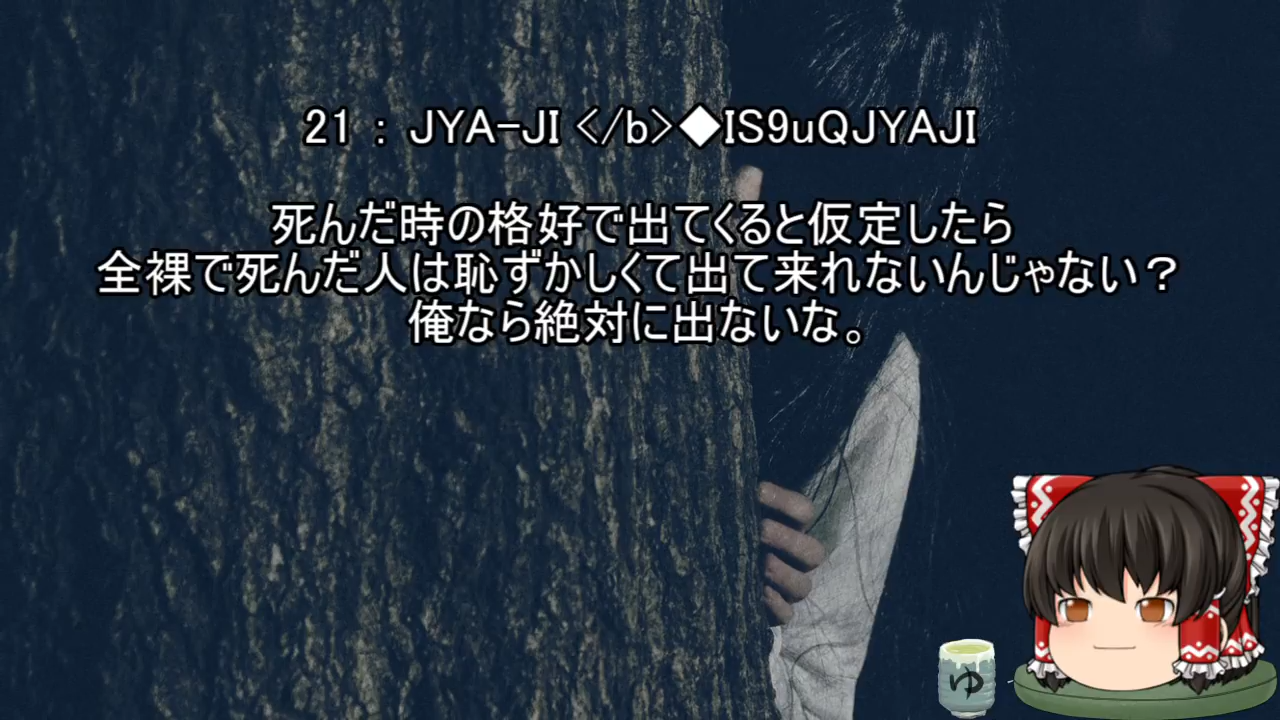 21 : JYA-JI </b>◆IS9uQJYAJI
死んだ時の格好で出てくると仮定したら
全裸で死んだ人は恥ずかしくて出て来れないんじゃない？
俺なら絶対に出ないな。
ゆ